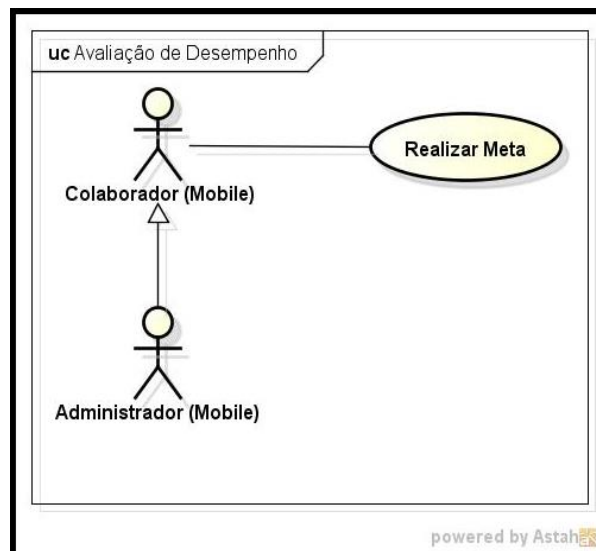 uc Avaliação de Desempenho
Realizar Meta
Colaborador (Mobile)
Administrador (Mobile)
powered by Astah